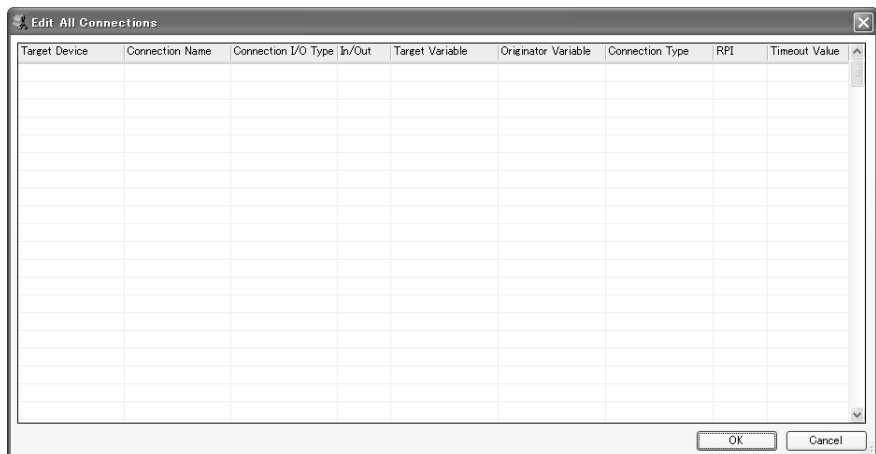 Edit All Connections
Target Device Connection Name Connection I/O Type In/Out Target Variable Originator Variable Connection Type RPI Timeout Value
OK Cancel